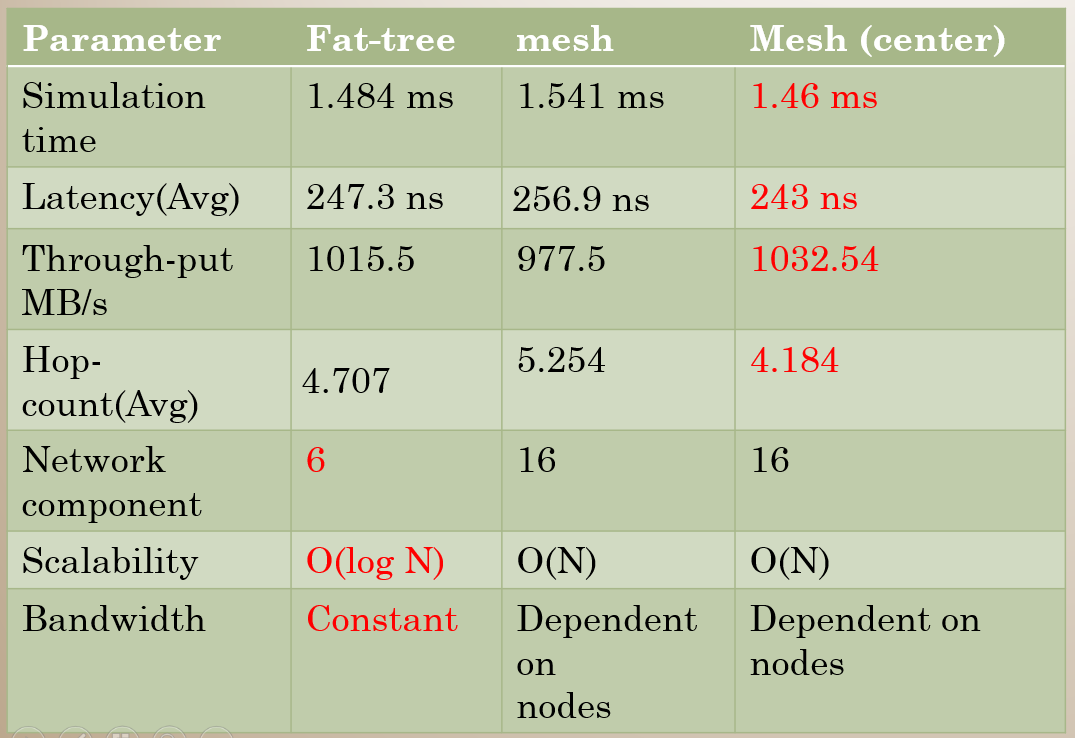 Parameter Fat-tree mesh Mesh (center)
Simulation time 1.484 ms 1.541 ms 1.46 ms
Latency(Avg) 247.3 ns 256.9 ns 243 ns
Through-put MB/s 1015.5 977.5 1032.54
Hop-count(Avg) 4.707 5.254 4.184
Network component 6 16 16
Scalability O(log N) O(N) O(N)
Bandwidth Constant Dependent on nodes Dependent on nodes